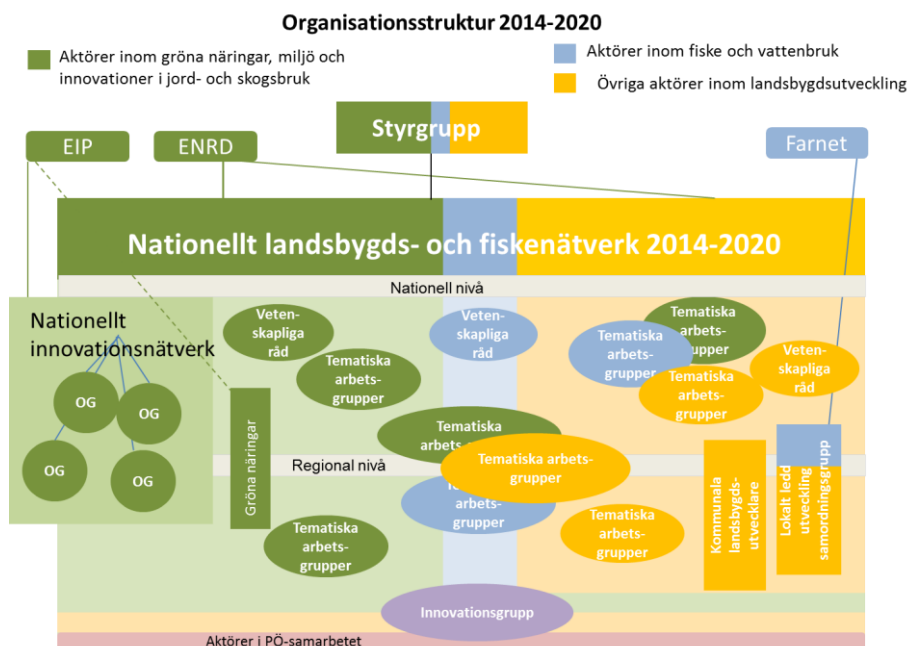 Organisationsstruktur 2014-2020
Aktörer inom gröna näringar, miljö och
innovationer i jord- och skogsbruk
Aktörer inom fiske och vattenbruk
Övriga aktörer inom landsbygdsutveckling
Styrgrupp
EIP
ENRD
Farnet
Nationellt landsbygds- och fiskenätverk 2014-2020
Nationell nivå
Nationellt
innovationsnätverk
OG
OG
OG
OG
Veten-
skapliga
råd
Tematiska
arbets-
grupper
Gröna näringar
Veten-
skapliga
råd
Tematiska
arbets-
grupper
Tematiska
arbets-
grupper
Tematiska
arbets-
grupper
Veten-
skapliga
råd
Tematiska
arbets-grupper
Tematiska arbets-
grupper
Regional nivå
arbets-
grupper
Tematiska
arbets-
grupper
Tematiska
arbets-
grupper
Kommunala
landsbygds-
utvecklare
Lokalt ledd
utveckling
samordningsgrupp
Innovationsgrupp
Aktörer i PÖ-samarbetet